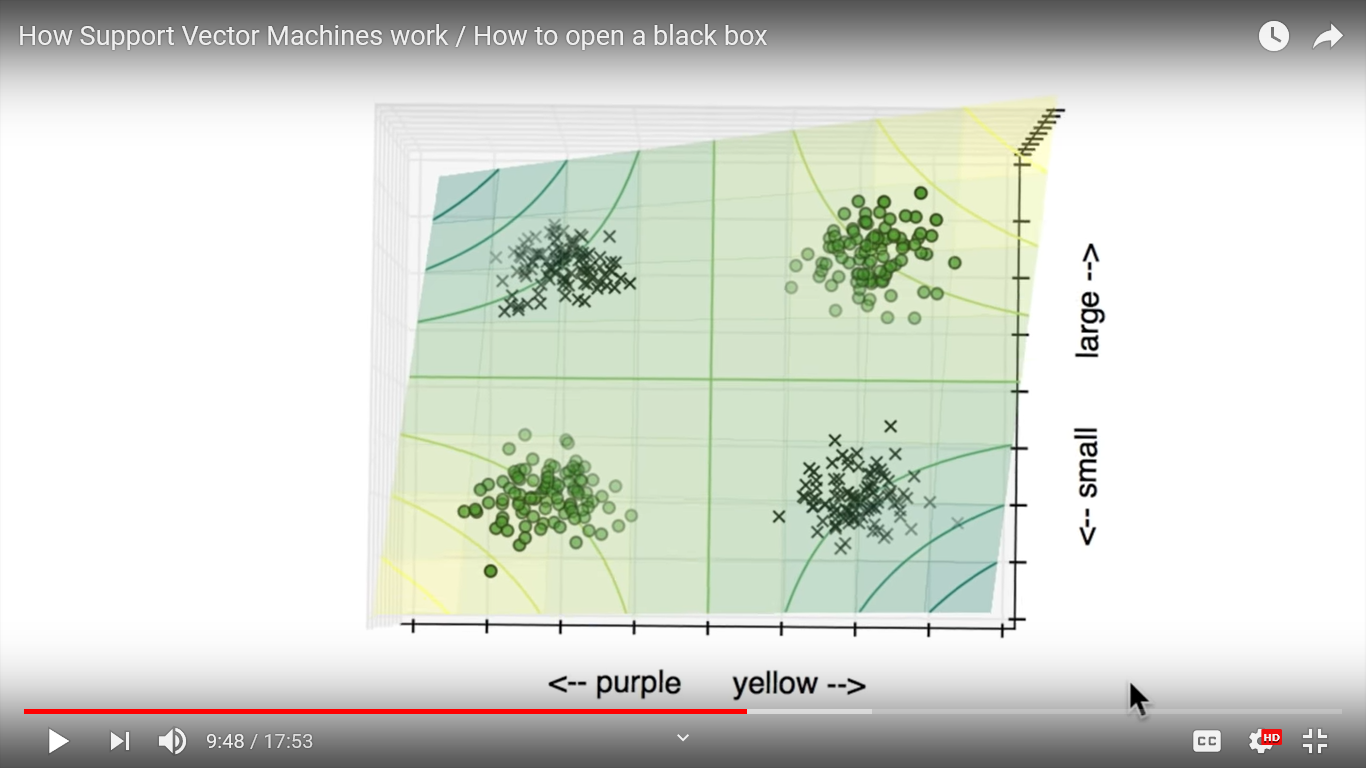 How Support Vector Machines work / How to open a black box
large -->
<-- small
<-- purple yellow -->
9:48 / 17:53
CC
HD